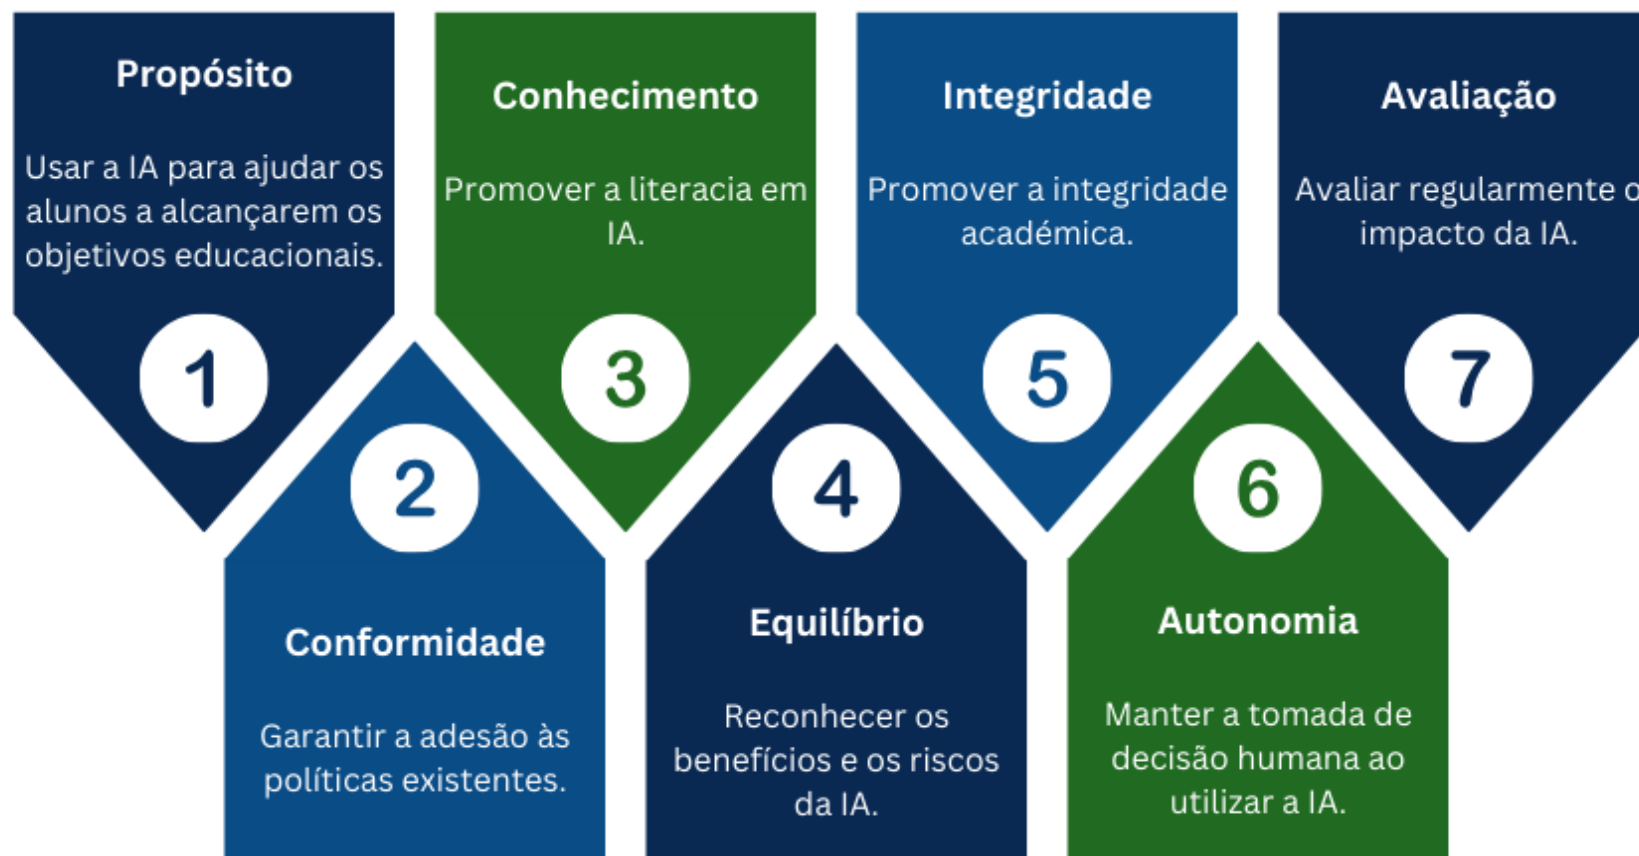 Propósito
Usar a IA para ajudar os
alunos a alcançarem os
objetivos educacionais.
1
2
Conformidade
Garantir a adesão às
políticas existentes.
Conhecimento
Promover a literacia em
IA.
3
4
Equilíbrio
Reconhecer os
benefícios e os riscos
da IA.
Integridade
Promover a integridade
académica.
5
6
Autonomia
Manter a tomada de
decisão humana ao
utilizar a IA.
Avaliação
Avaliar regularmente o
impacto da IA.
7